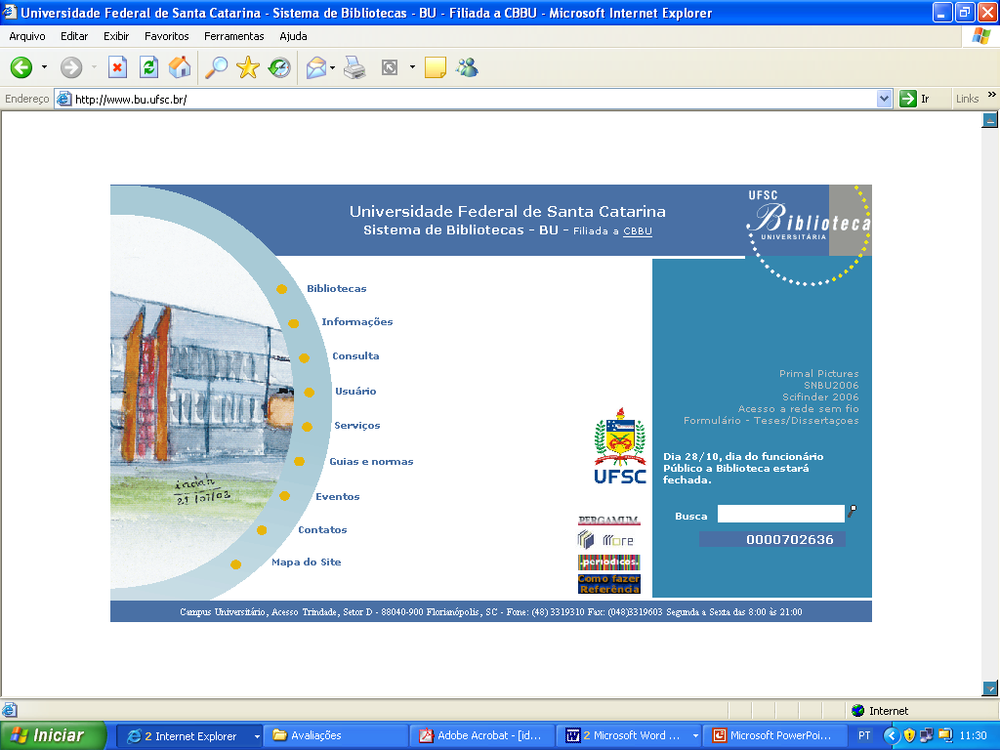 Universidade Federal de Santa Catarina - Sistema de Bibliotecas - BU - Filiada a CBBU - Microsoft Internet Explorer
Arquivo Editar Exibir Favoritos Ferramentas Ajuda
Endereço http://www.bu.ufsc.br/ Ir Links »
Universidade Federal de Santa Catarina
Sistema de Bibliotecas - BU - Filiada a CBBU
UFSC
Biblioteca
UNIVERSITÁRIA
Bibliotecas
Informações
Consulta
Usuário
Serviços
Guias e normas
Eventos
Contatos
Mapa do Site
indah
21/07/03
UFSC
PERGAMUM
more
.periodicos.
Como fazer
Referência
Primal Pictures
SNBU2006
Scifinder 2006
Acesso a rede sem fio
Formulário - Teses/Dissertaçoes
Dia 28/10, dia do funcionário
Público a Biblioteca estará
fechada.
Busca
0000702636
Campus Universitário, Acesso Trindade, Setor D - 88040-900 Florianópolis, SC - Fone: (48) 3319310 Fax: (048)3319603 Segunda a Sexta das 8:00 às 21:00
Internet
Iniciar 2 Internet Explorer Avaliações Adobe Acrobat - [id... 2 Microsoft Word ... Microsoft PowerPoi... PT 11:30